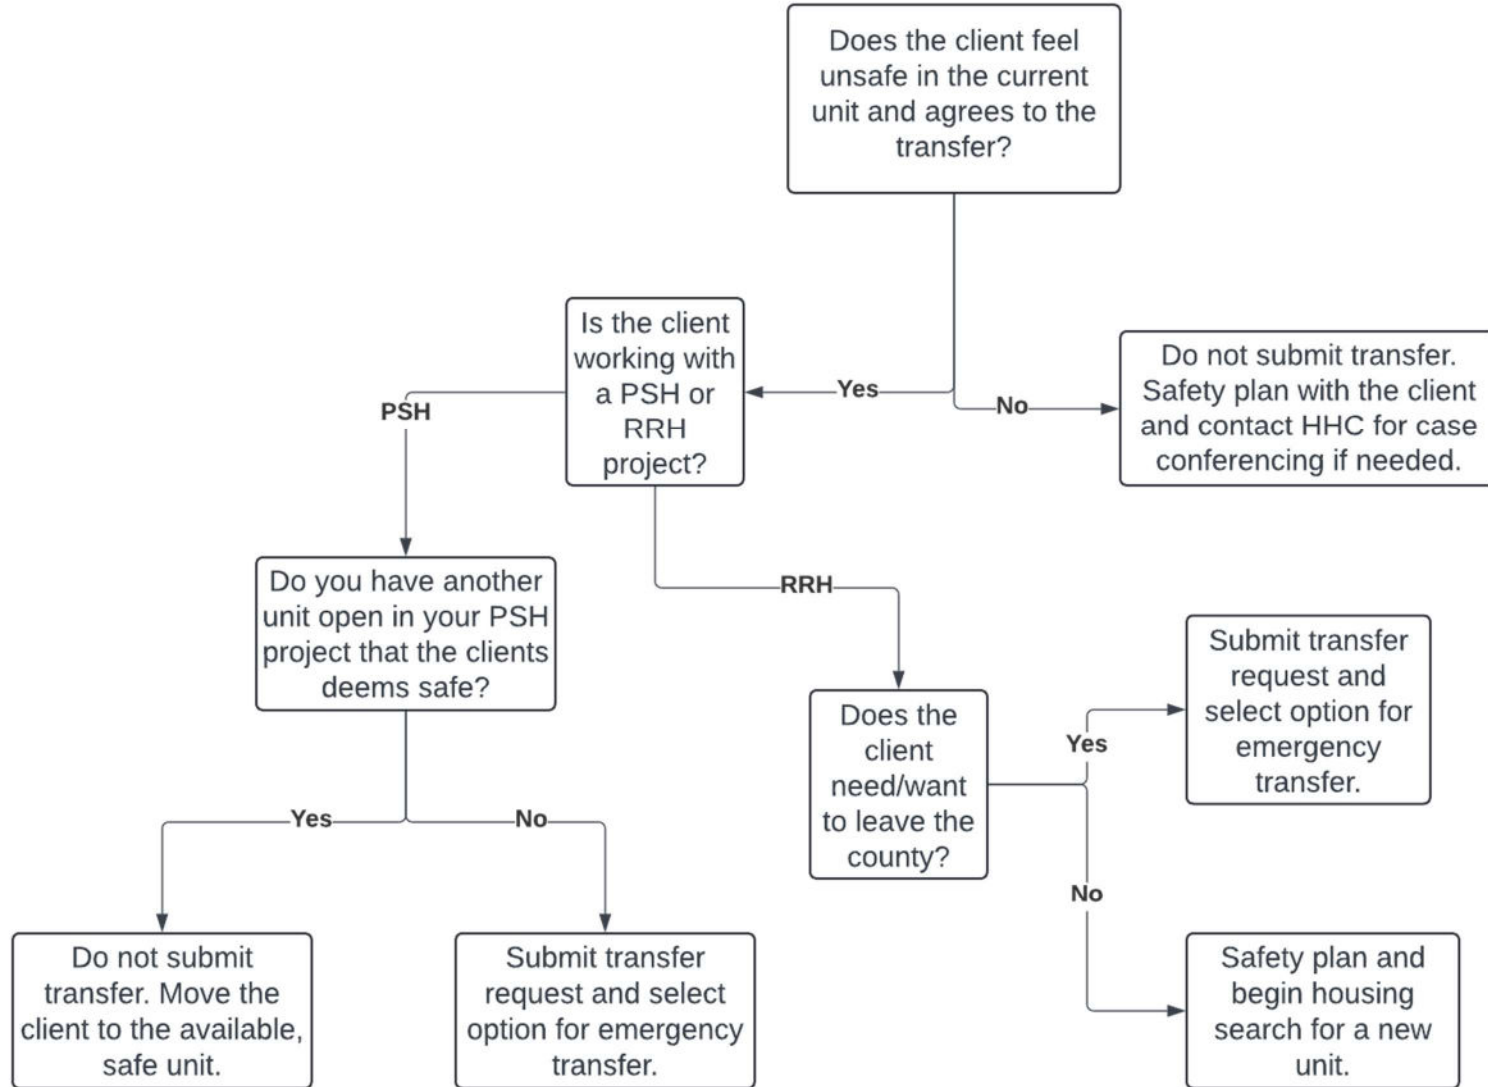 Does the client feel
unsafe in the current
unit and agrees to the
transfer?
Is the client
working with
a PSH or
RRH
project?
Yes
No
Do not submit transfer.
Safety plan with the client
and contact HHC for case
conferencing if needed.
PSH
Do you have another
unit open in your PSH
project that the clients
deems safe?
RRH
Does the
client
need/want
to leave the
county?
Yes
Submit transfer
request and
select option for
emergency
transfer.
No
Safety plan and
begin housing
search for a new
unit.
Yes
No
Do not submit
transfer. Move the
client to the available,
safe unit.
Submit transfer
request and select
option for emergency
transfer.